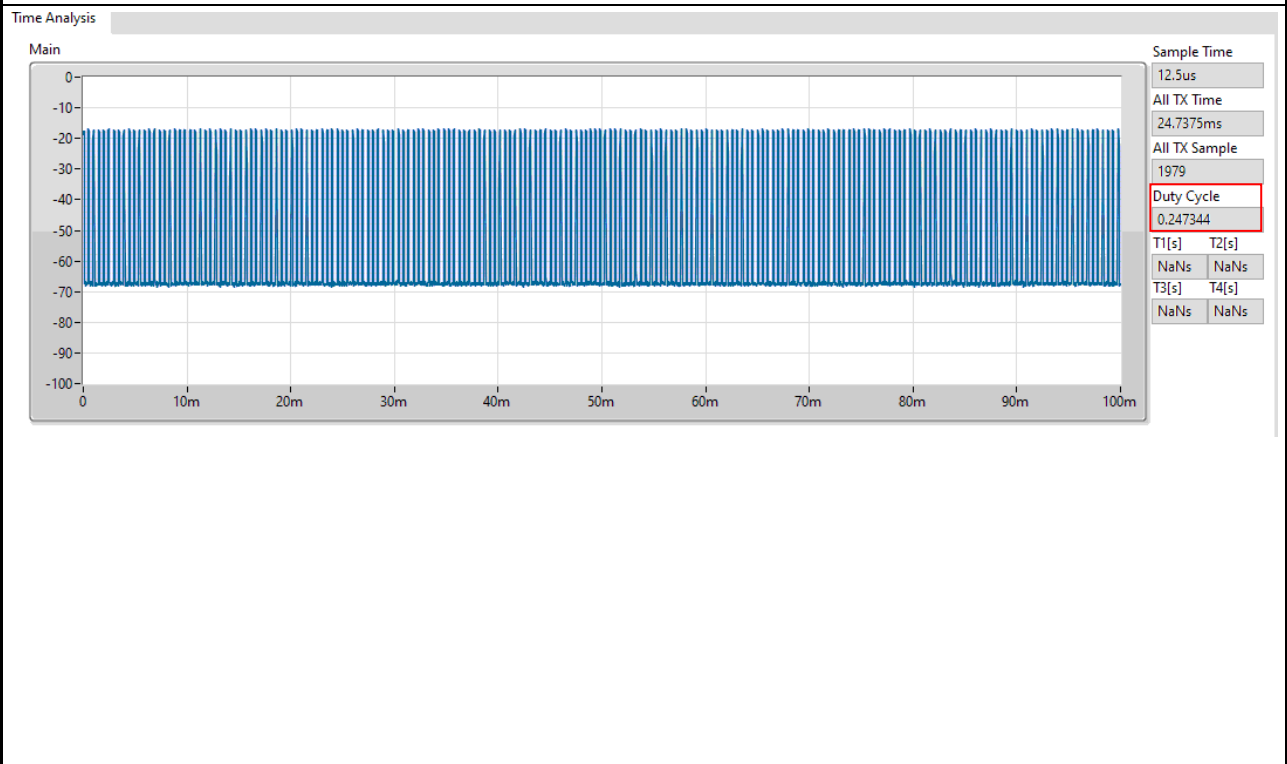 Time Analysis
Main
0
-10
-20
-30
-40
-50
-60
-70
-80
-90
-100
0 10m 20m 30m 40m 50m 60m 70m 80m 90m 100m
Sample Time
12.5us
All TX Time
24.7375ms
All TX Sample
1979
Duty Cycle
0.247344
T1[s] T2[s]
NaNs NaNs
T3[s] T4[s]
NaNs NaNs